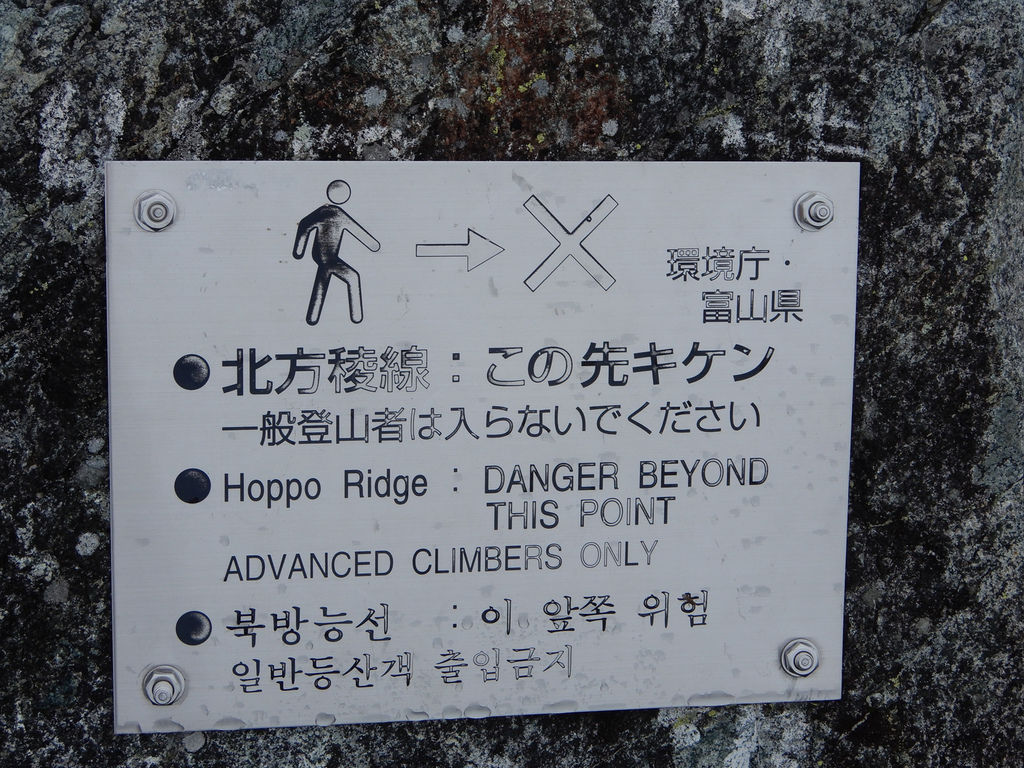 環境庁・
富山県
●北方稜線：この先キケン
一般登山者は入らないでください
●Hoppo Ridge : DANGER BEYOND
THIS POINT
ADVANCED CLIMBERS ONLY
●북방능선 : 이 앞쪽 위험
일반등산객 출입금지